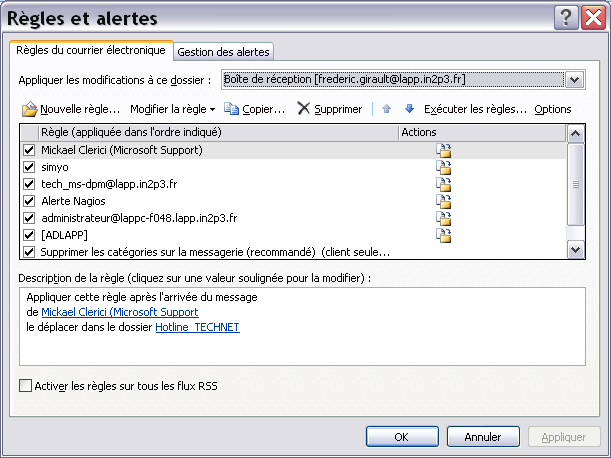 Règles et alertes
Règles du courrier électronique
Gestion des alertes
Appliquer les modifications à ce dossier :
Boîte de réception [frederic.girault@lapp.in2p3.fr]
Nouvelle règle... Modifier la règle Copier... Supprimer Exécuter les règles... Options
Règle (appliquée dans l'ordre indiqué) Actions
Mickael Clerici (Microsoft Support)
simyo
tech_ms-dpm@lapp.in2p3.fr
Alerte Nagios
administrateur@lappc-f048.lapp.in2p3.fr
[ADLAPP]
Supprimer les catégories sur la messagerie (recommandé) (client seule...
Description de la règle (cliquez sur une valeur soulignée pour la modifier) :
Appliquer cette règle après l'arrivée du message
de Mickael Clerici (Microsoft Support
le déplacer dans le dossier Hotline_TECHNET
Activer les règles sur tous les flux RSS
OK Annuler Appliquer